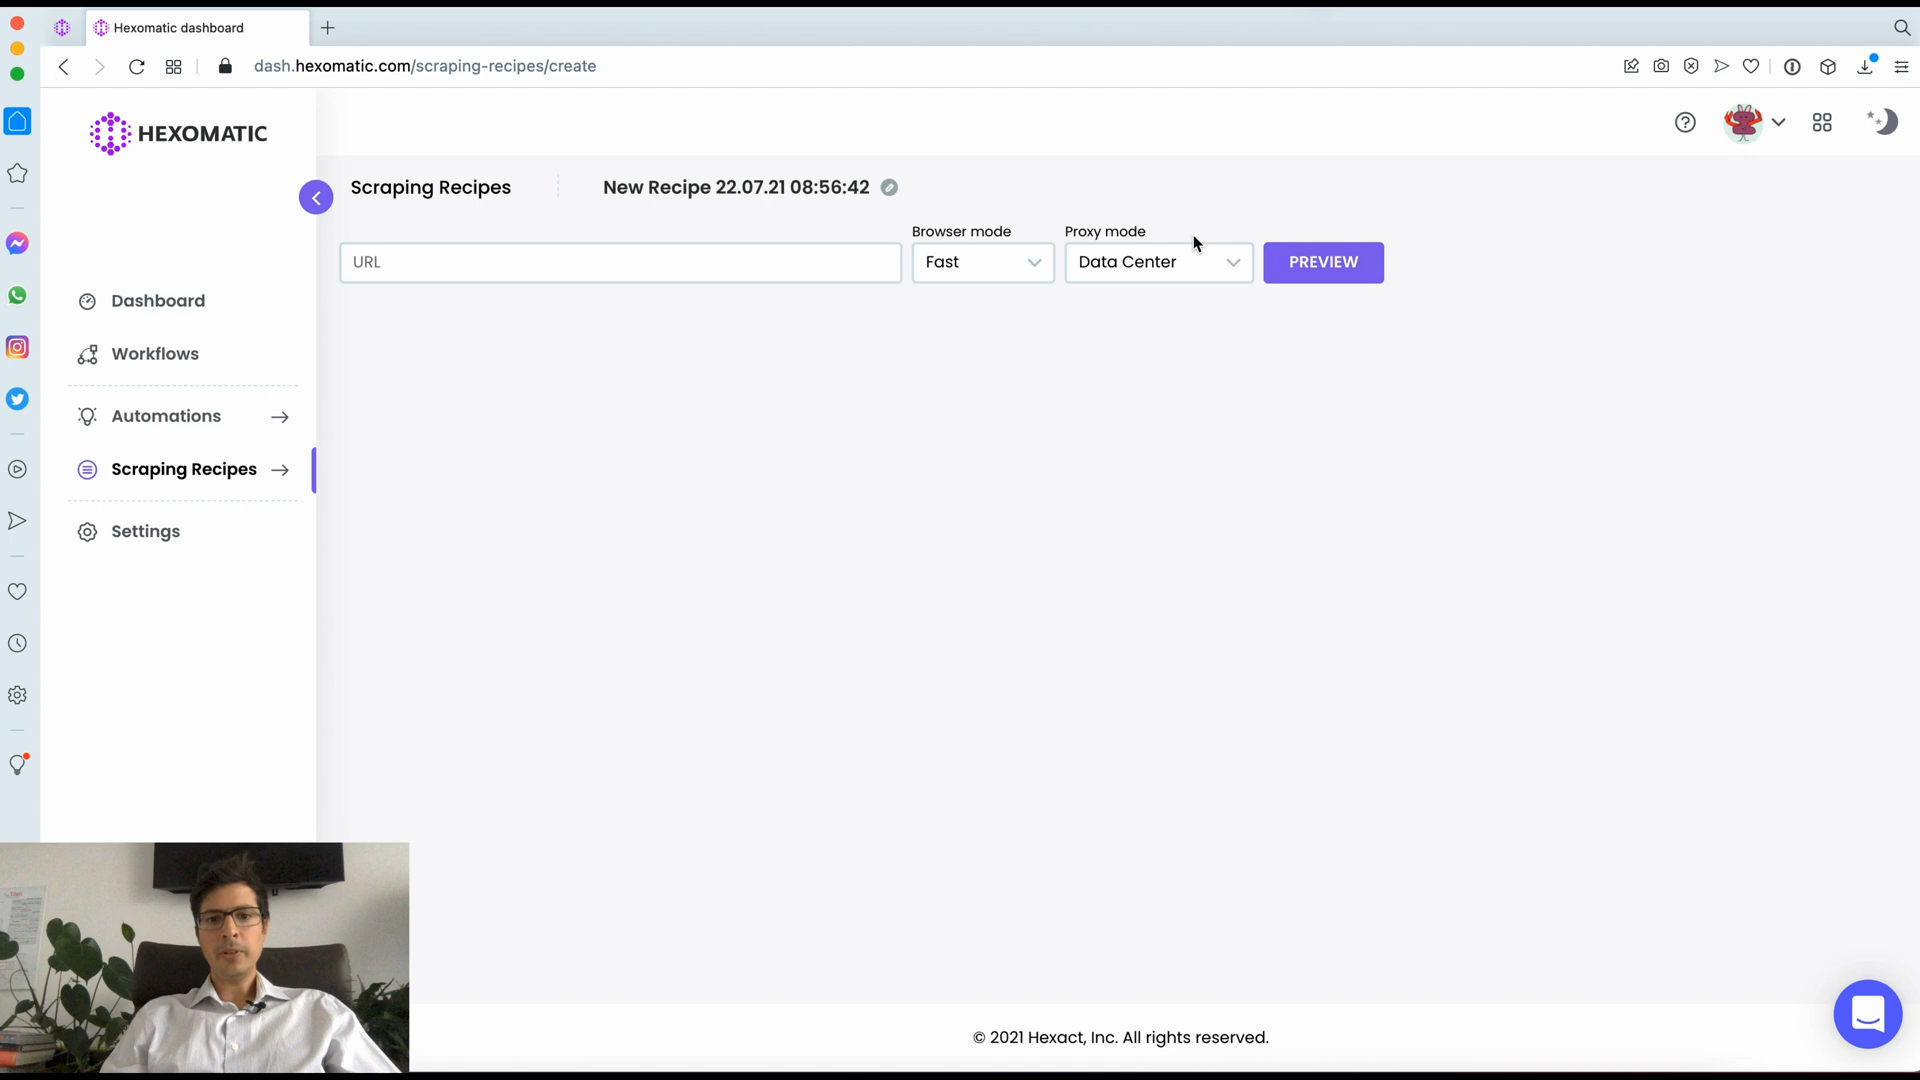 Hexomatic dashboard
dash.hexomatic.com/scraping-recipes/create
HEXOMATIC
Scraping Recipes
New Recipe 22.07.21 08:56:42
Browser mode
Proxy mode
URL
Fast
Data Center
PREVIEW
Dashboard
Workflows
Automations
Scraping Recipes
Settings
© 2021 Hexact, Inc. All rights reserved.